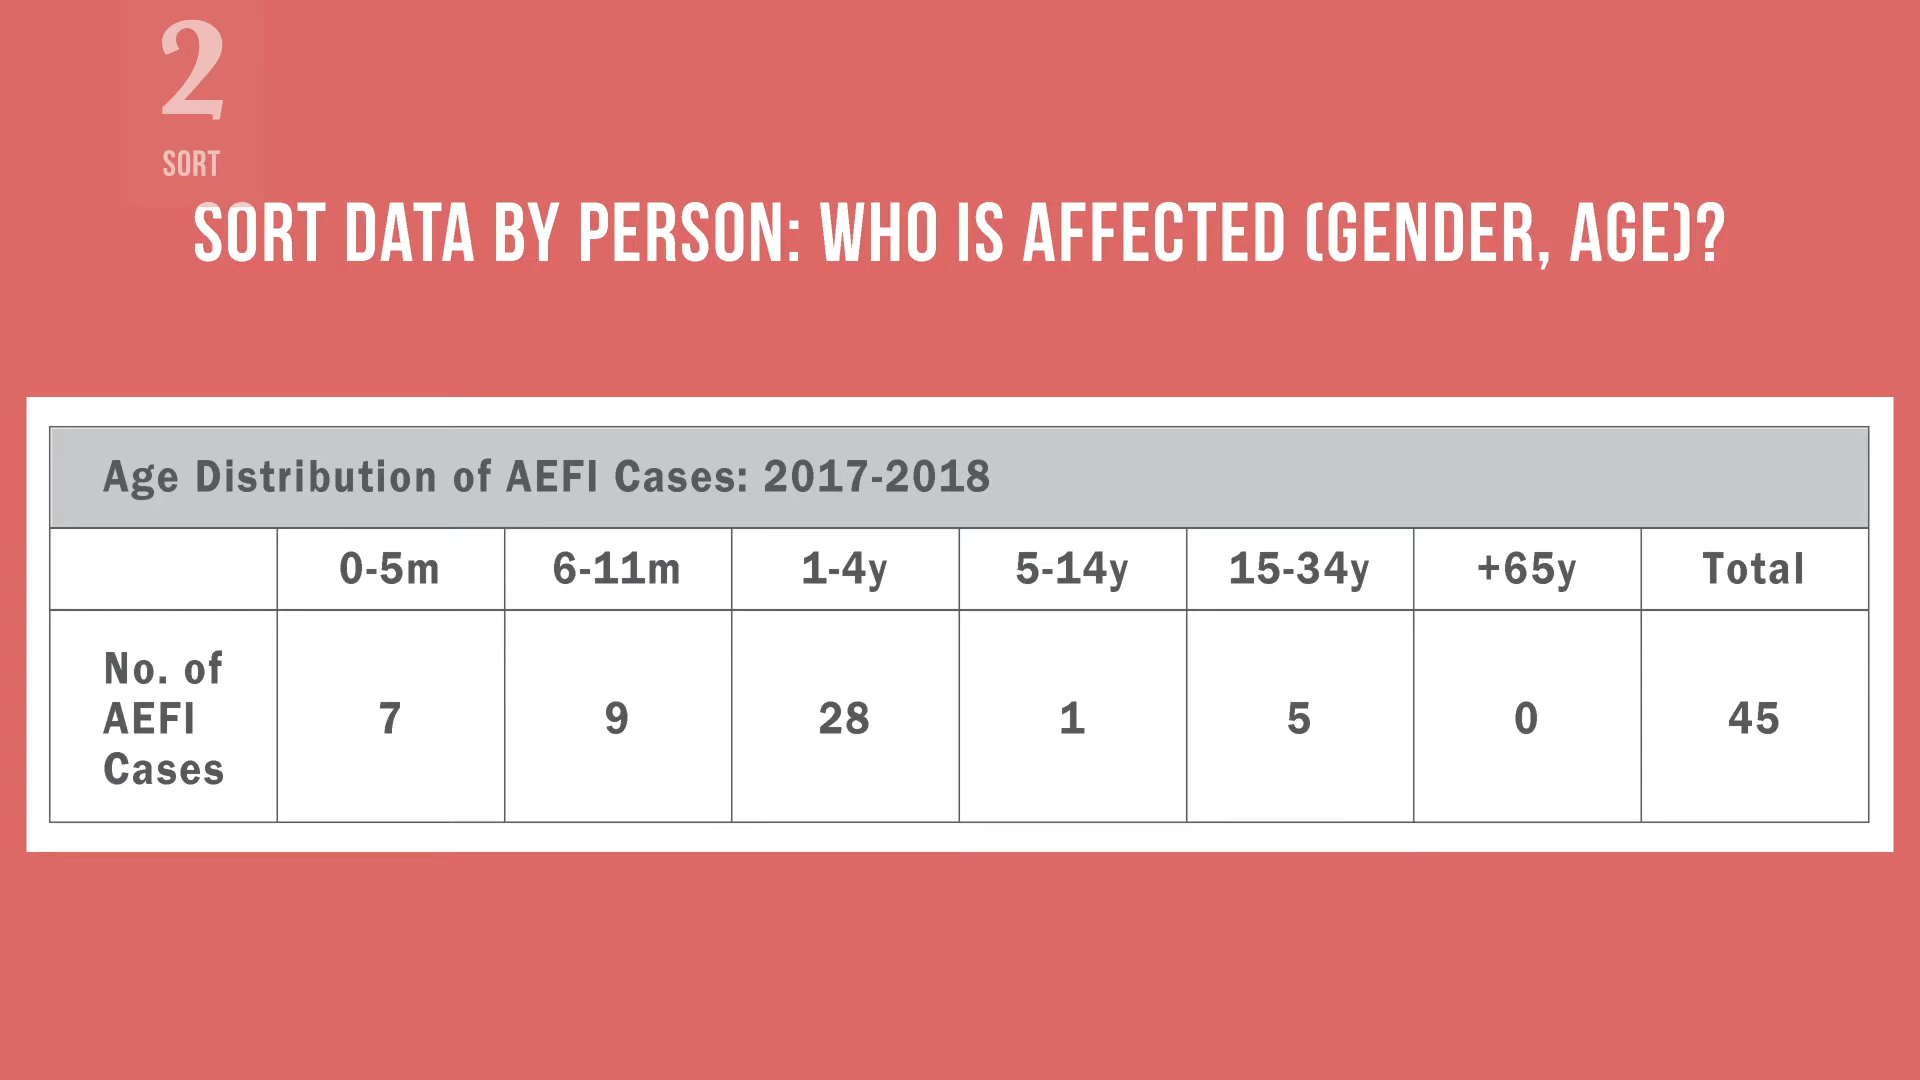 2
SORT
SORT DATA BY PERSON: WHO IS AFFECTED (GENDER, AGE)?
Age Distribution of AEFI Cases: 2017-2018
0-5m 6-11m 1-4y 5-14y 15-34y +65y Total
No. of
AEFI
Cases
7 9 28 1 5 0 45